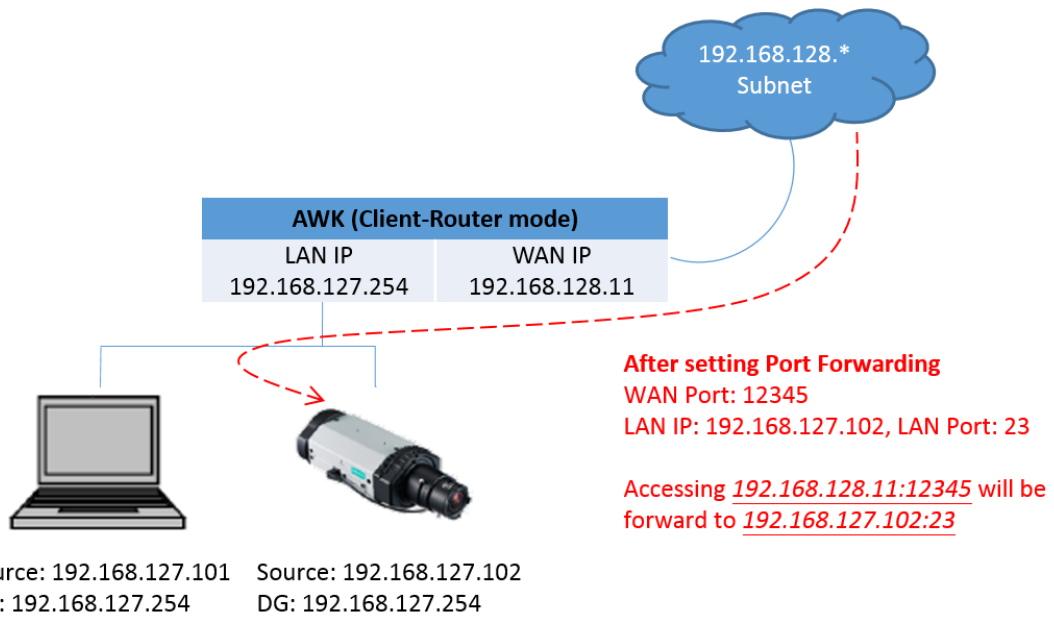 192.168.128.*
Subnet
AWK (Client-Router mode)
LAN IP
192.168.127.254
WAN IP
192.168.128.11
After setting Port Forwarding
WAN Port: 12345
LAN IP: 192.168.127.102, LAN Port: 23
Accessing 192.168.128.11:12345 will be
forward to 192.168.127.102:23
urce: 192.168.127.101
: 192.168.127.254
Source: 192.168.127.102
DG: 192.168.127.254